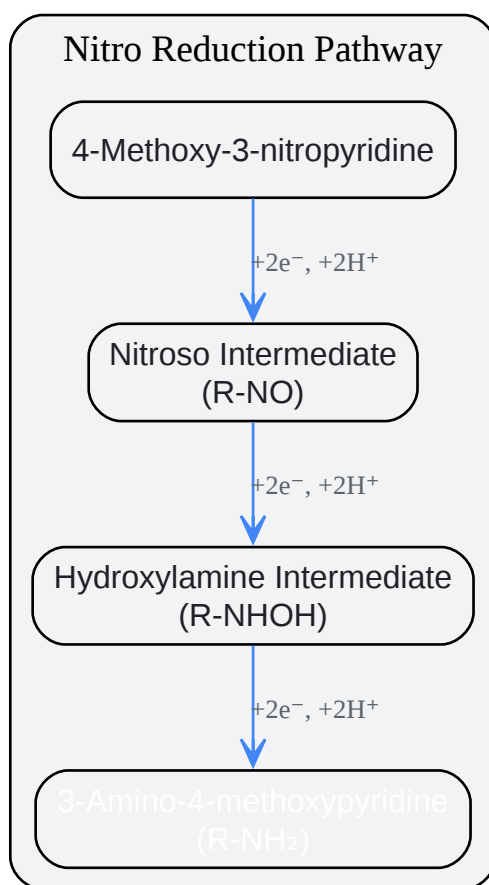 Nitro Reduction Pathway
4-Methoxy-3-nitropyridine
+2e⁻, +2H⁺
Nitroso Intermediate
(R-NO)
+2e⁻, +2H⁺
Hydroxylamine Intermediate
(R-NHOH)
+2e⁻, +2H⁺
3-Amino-4-methoxypyridine
(R-NH₂)